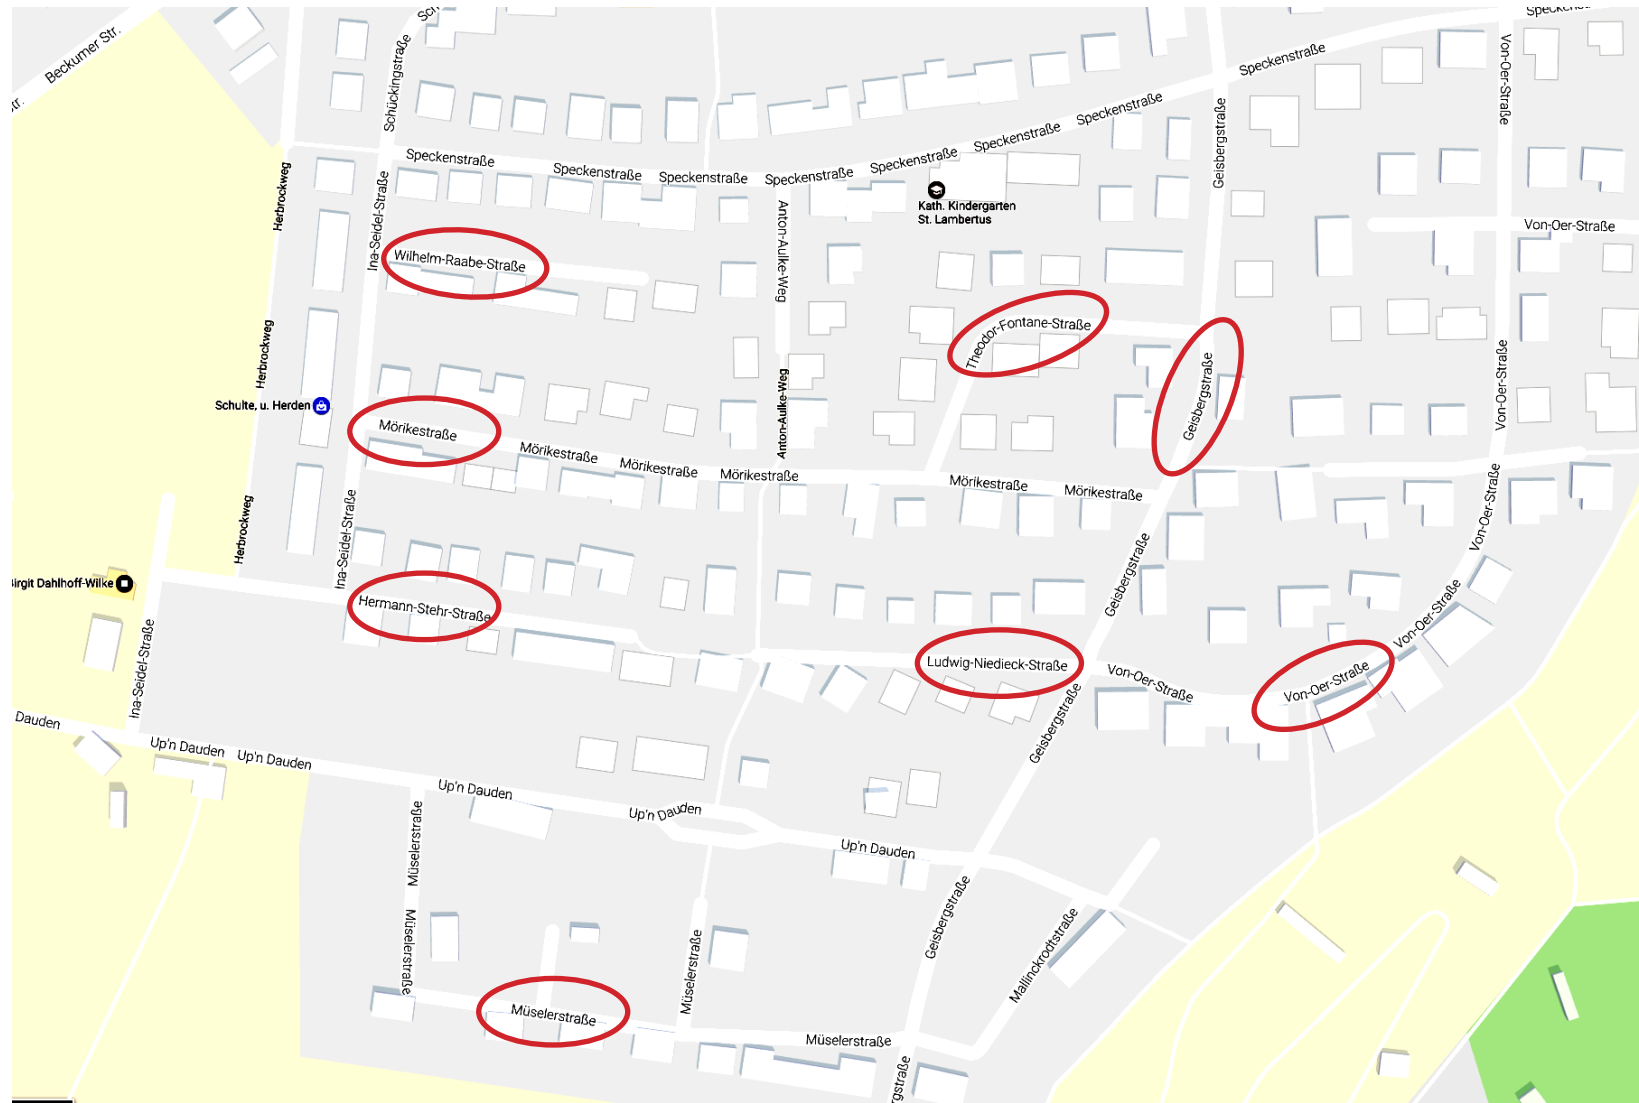 Beckumer Str.
Str.
Speckenstraße
Speckenstraße
Von-Oer-Straße
Von-Oer-Straße
Schückingstraße
Geisbergstraße
Speckenstraße
Speckenstraße
Speckenstraße
Speckenstraße
Speckenstraße
Speckenstraße
Speckenstraße
Kath. Kindergarten
St. Lambertus
Herbrockweg
Ina-Seidel-Straße
Anton-Aulke-Weg
Wilhelm-Raabe-Straße
Theodor-Fontane-Straße
Geisbergstraße
Von-Oer-Straße
Herbrockweg
Schulte, u. Herden
Anton-Aulke-Weg
Mörikestraße
Mörikestraße
Mörikestraße
Mörikestraße
Mörikestraße
Mörikestraße
Herbrockweg
Ina-Seidel-Straße
Von-Oer-Straße
Geisbergstraße
Birgit Dahlhoff-Wilke
Hermann-Stehr-Straße
Von-Oer-Straße
Ludwig-Niedieck-Straße
Von-Oer-Straße
Von-Oer-Straße
Ina-Seidel-Straße
Geisbergstraße
Dauden
Up'n Dauden
Up'n Dauden
Up'n Dauden
Up'n Dauden
Up'n Dauden
Müselerstraße
Müselerstraße
Müselerstraße
Geisbergstraße
Mallinckrodtstraße
Müselerstraße
Müselerstraße